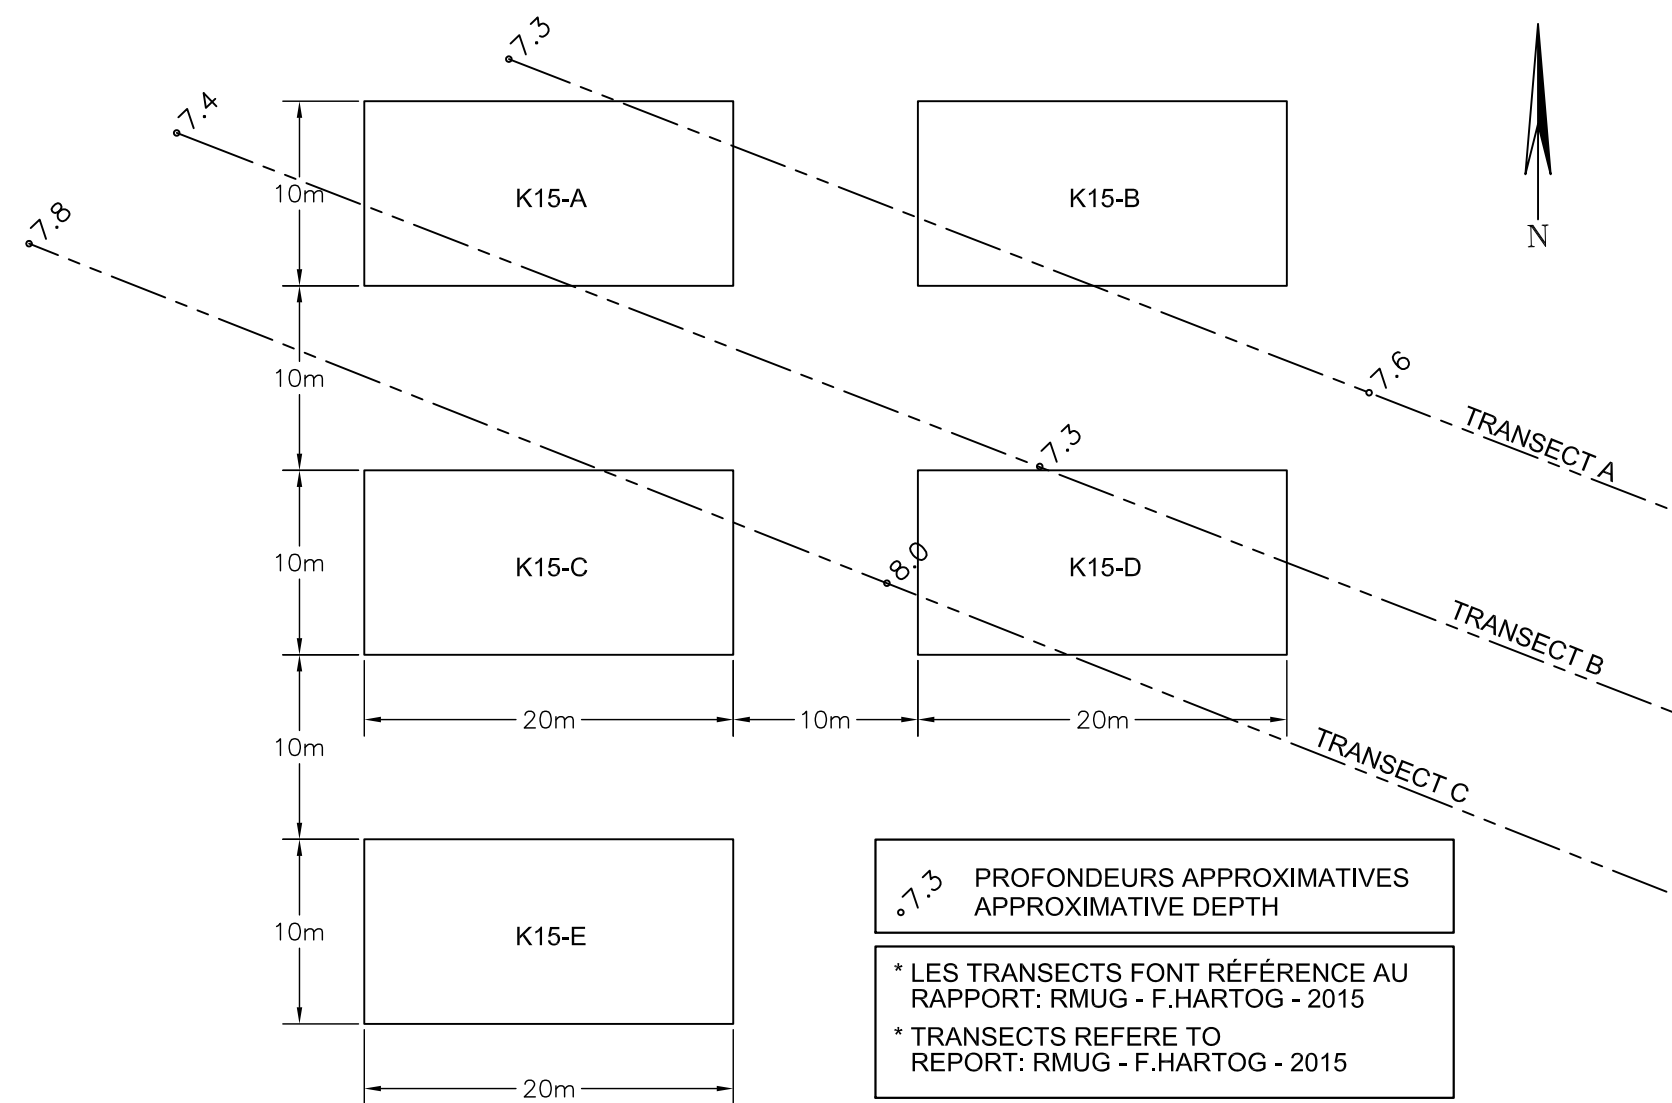 7.3
7.4
7.8
10m
K15-A
K15-B
N
10m
7.6
TRANSECT A
7.3
10m
K15-C
8.0
K15-D
TRANSECT B
20m
10m
20m
10m
TRANSECT C
7.3
PROFONDEURS APPROXIMATIVES
APPROXIMATIVE DEPTH
10m
K15-E
* LES TRANSECTS FONT RÉFÉRENCE AU
RAPPORT: RMUG - F.HARTOG - 2015
* TRANSECTS REFERE TO
REPORT: RMUG - F.HARTOG - 2015
20m